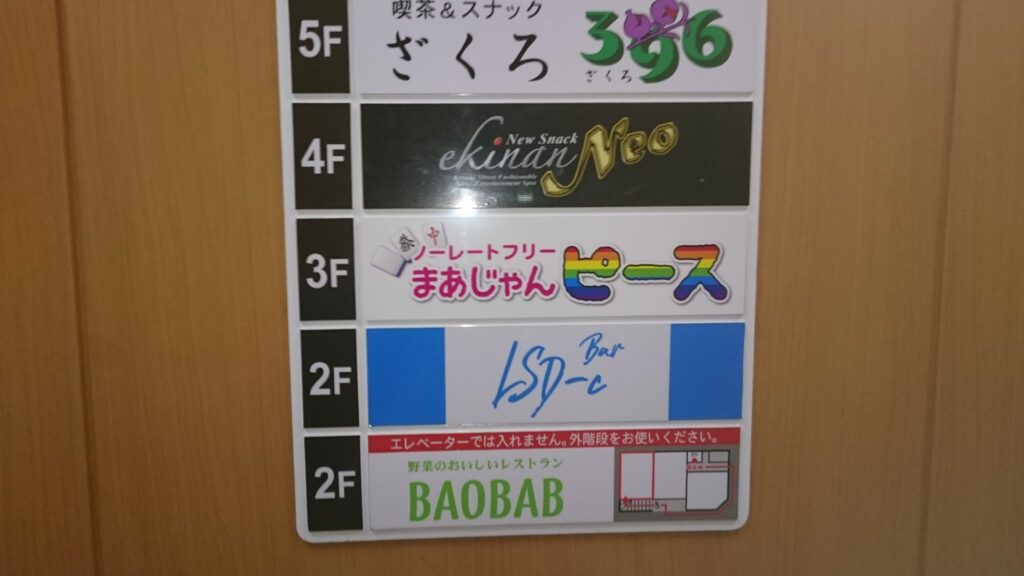 5F
喫茶&スナック
ざくろ
396
ざくろ
4F
New Snack
ekinan Neo
Entertainment Spot
3F
發 中
ノーレートフリー
まあじゃん ピース
2F
Bar
LSD-c
2F
エレベーターでは入れません。外階段をお使いください。
野菜のおいしいレストラン
BAOBAB